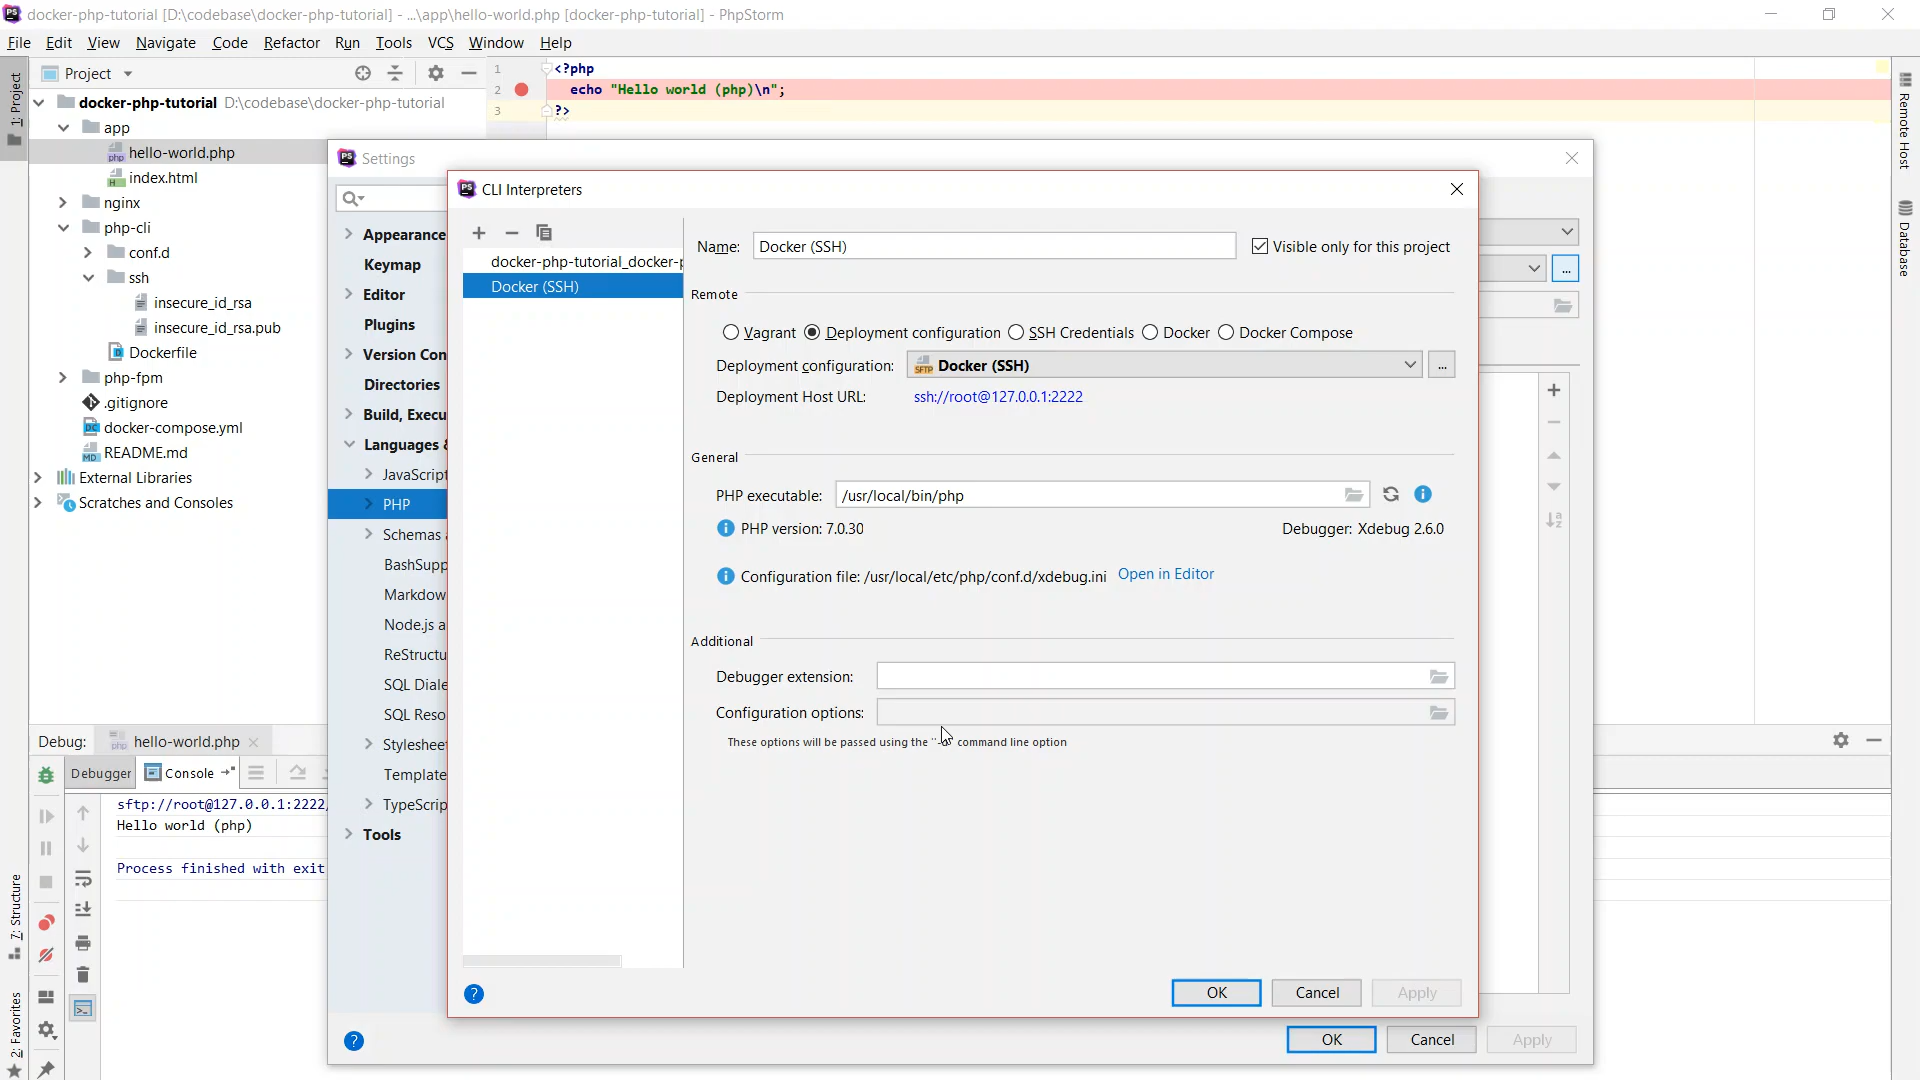 docker-php-tutorial [D:\codebase\docker-php-tutorial] - ...\app\hello-world.php [docker-php-tutorial] - PhpStorm
File Edit View Navigate Code Refactor Run Tools VCS Window Help
1: Project
Project
docker-php-tutorial D:\codebase\docker-php-tutorial
app
hello-world.php
index.html
nginx
php-cli
conf.d
ssh
insecure_id_rsa
insecure_id_rsa.pub
Dockerfile
php-fpm
.gitignore
docker-compose.yml
README.md
External Libraries
Scratches and Consoles
1 <?php
2 echo "Hello world (php)\n";
3 ?>
Remote Host
Database
Settings
Appearance
Keymap
Editor
Plugins
Version Con
Directories
Build, Execu
Languages &
JavaScript
PHP
Schemas
BashSupp
Markdow
Node.js a
ReStructu
SQL Diale
SQL Reso
Stylesheet
Template
TypeScrip
Tools
CLI Interpreters
docker-php-tutorial_docker-p
Docker (SSH)
Name: Docker (SSH) Visible only for this project
Remote
Vagrant Deployment configuration SSH Credentials Docker Docker Compose
Deployment configuration: SFTP Docker (SSH) ...
Deployment Host URL: ssh://root@127.0.0.1:2222
General
PHP executable: /usr/local/bin/php
PHP version: 7.0.30 Debugger: Xdebug 2.6.0
Configuration file: /usr/local/etc/php/conf.d/xdebug.ini Open in Editor
Additional
Debugger extension:
Configuration options:
These options will be passed using the command line option
OK Cancel Apply
...
OK Cancel Apply
Debug: hello-world.php
Debugger Console
sftp://root@127.0.0.1:2222/
Hello world (php)
Process finished with exit
7: Structure
2: Favorites